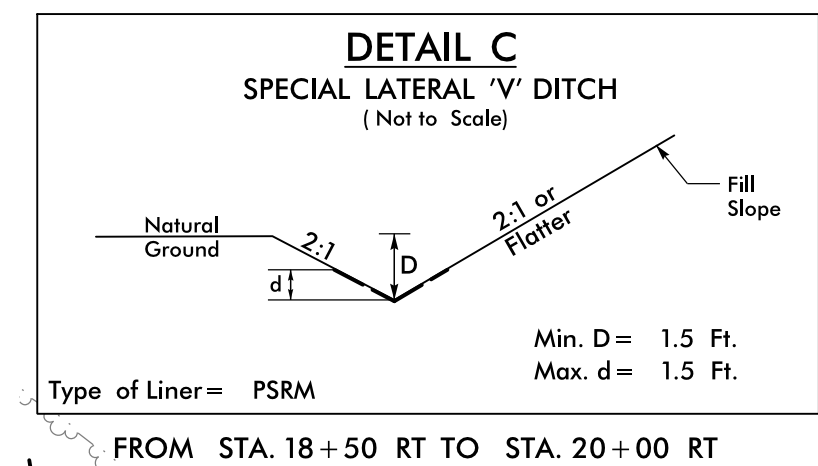 DETAIL C
SPECIAL LATERAL 'V' DITCH
( Not to Scale)
Natural
Ground
2:1
D
d
2:1 or
Flatter
Fill
Slope
Min. D = 1.5 Ft.
Max. d = 1.5 Ft.
Type of Liner = PSRM
FROM STA. 18+50 RT TO STA. 20+00 RT